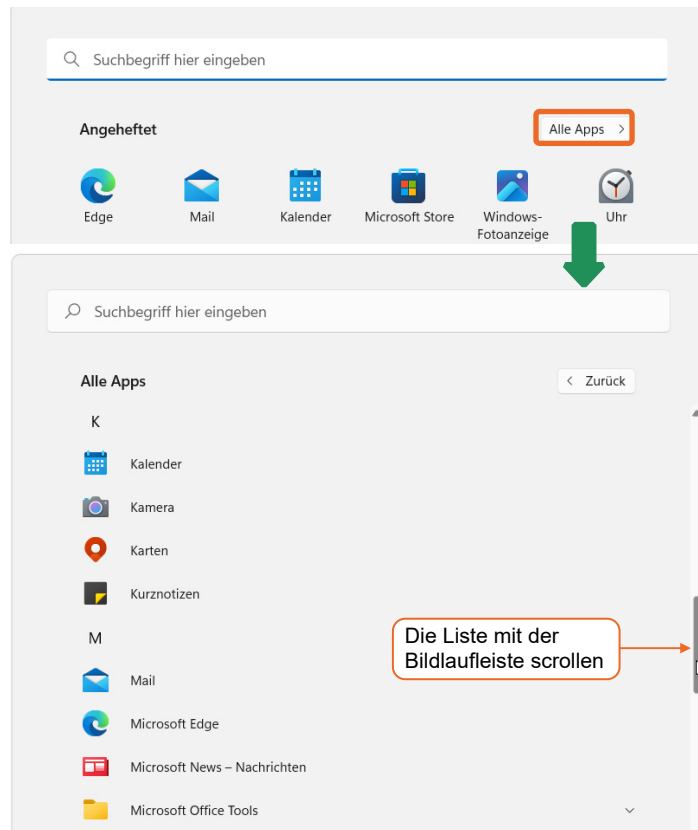 Suchbegriff hier eingeben
Angeheftet
Alle Apps >
Edge
Mail
Kalender
Microsoft Store
Windows-
Fotoanzeige
Uhr
Suchbegriff hier eingeben
Alle Apps
< Zurück
K
Kalender
Kamera
Karten
Kurznotizen
M
Die Liste mit der
Bildlaufleiste scrollen
Mail
Microsoft Edge
Microsoft News – Nachrichten
Microsoft Office Tools